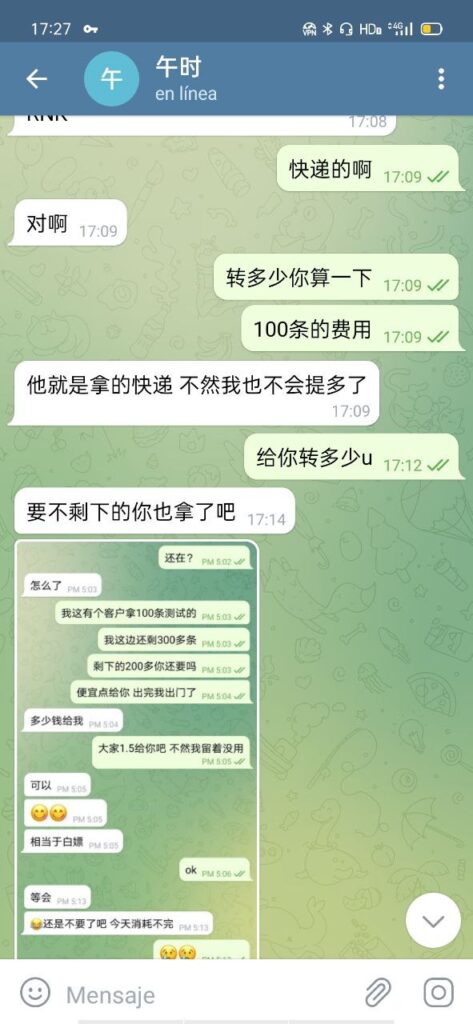 17:27
VPN
HD
4G
午
午时
en línea
17:08
快递的啊 17:09
对啊 17:09
转多少你算一下 17:09
100条的费用 17:09
他就是拿的快递 不然我也不会提多了
17:09
给你转多少u 17:12
要不剩下的你也拿了吧 17:14
还在？ PM 5:02
怎么了 PM 5:03
我这有个客户拿100条测试的 PM 5:03
我这边还剩300多条 PM 5:03
剩下的200多你还要吗 PM 5:03
便宜点给你 出完我出门了 PM 5:04
多少钱给我 PM 5:04
大家1.5给你吧 不然我留着没用
PM 5:05
可以 PM 5:05
PM 5:05
相当于白嫖 PM 5:05
ok PM 5:06
等会 PM 5:13
还是不要了吧 今天消耗不完 PM 5:13
Mensaje